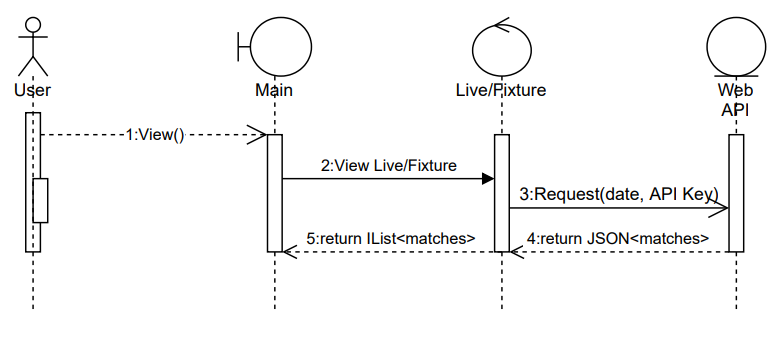 User
Main
Live/Fixture
Web
API
1:View()
2:View Live/Fixture
3:Request(date, API Key)
5:return IList<matches>
4:return JSON<matches>